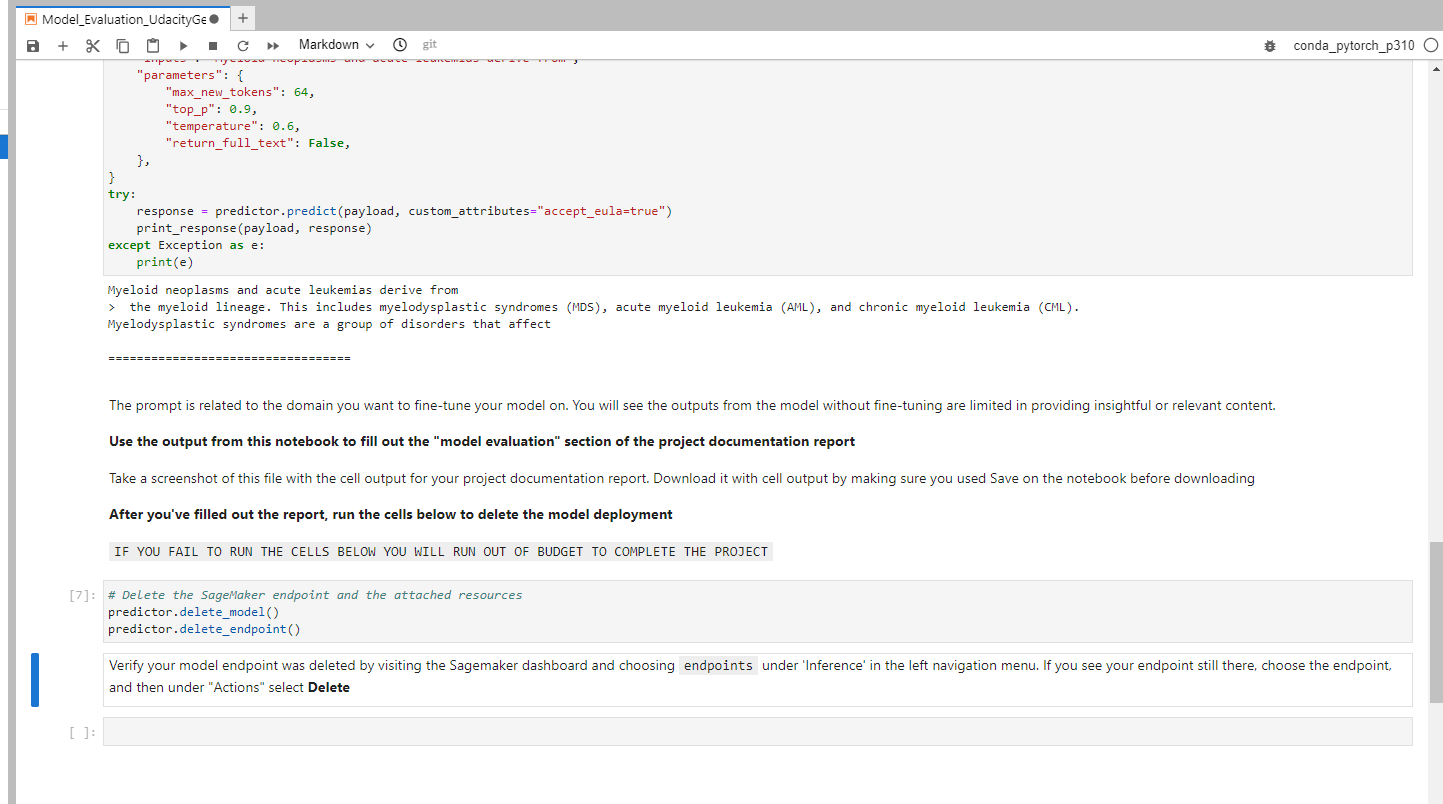 Model_Evaluation_UdacityGe
Markdown
git
conda_pytorch_p310
"inputs": "Myeloid neoplasms and acute leukemias derive from",
"parameters": {
"max_new_tokens": 64,
"top_p": 0.9,
"temperature": 0.6,
"return_full_text": False,
},
}
try:
response = predictor.predict(payload, custom_attributes="accept_eula=true")
print_response(payload, response)
except Exception as e:
print(e)
Myeloid neoplasms and acute leukemias derive from
> the myeloid lineage. This includes myelodysplastic syndromes (MDS), acute myeloid leukemia (AML), and chronic myeloid leukemia (CML).
Myelodysplastic syndromes are a group of disorders that affect
==================================
The prompt is related to the domain you want to fine-tune your model on. You will see the outputs from the model without fine-tuning are limited in providing insightful or relevant content.
Use the output from this notebook to fill out the "model evaluation" section of the project documentation report
Take a screenshot of this file with the cell output for your project documentation report. Download it with cell output by making sure you used Save on the notebook before downloading
After you've filled out the report, run the cells below to delete the model deployment
IF YOU FAIL TO RUN THE CELLS BELOW YOU WILL RUN OUT OF BUDGET TO COMPLETE THE PROJECT
[7]: # Delete the SageMaker endpoint and the attached resources
predictor.delete_model()
predictor.delete_endpoint()
Verify your model endpoint was deleted by visiting the Sagemaker dashboard and choosing endpoints under 'Inference' in the left navigation menu. If you see your endpoint still there, choose the endpoint,
and then under "Actions" select Delete
[ ]: